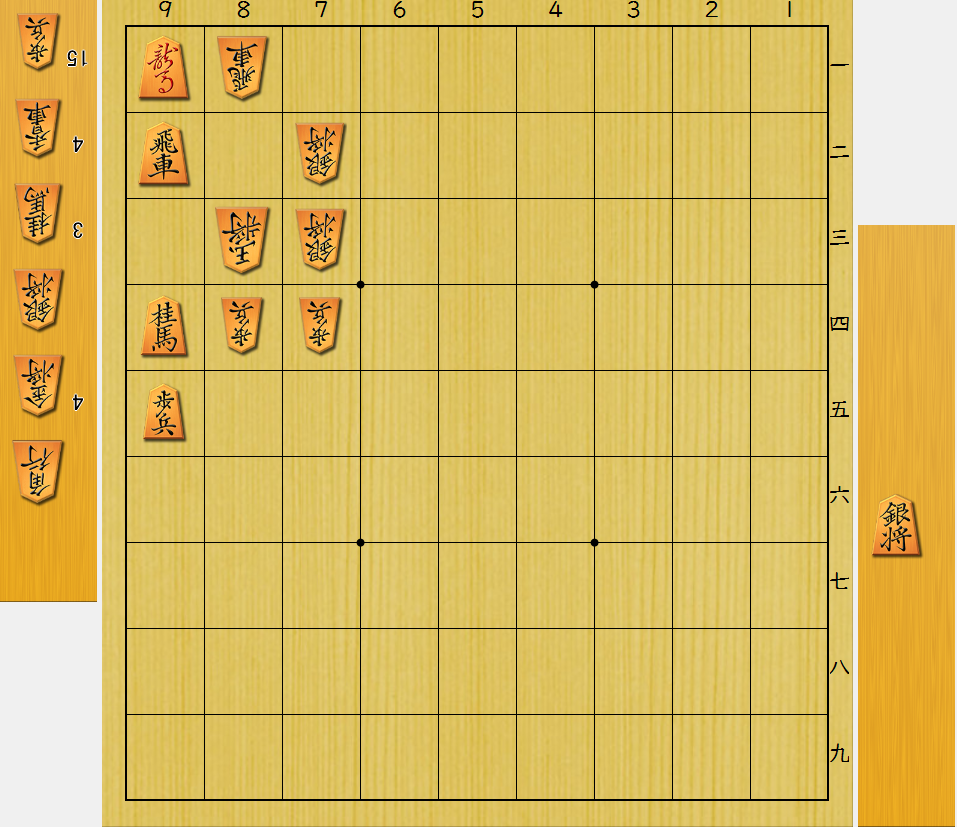 9 8 7 6 5 4 3 2 1
歩兵 15
香車 4
桂馬 3
銀将
金将 4
角行
龍馬 飛車 一
飛車 銀将 二
玉将 銀将 三
桂馬 歩兵 歩兵 四
歩兵 五
六
七
八
九
銀将